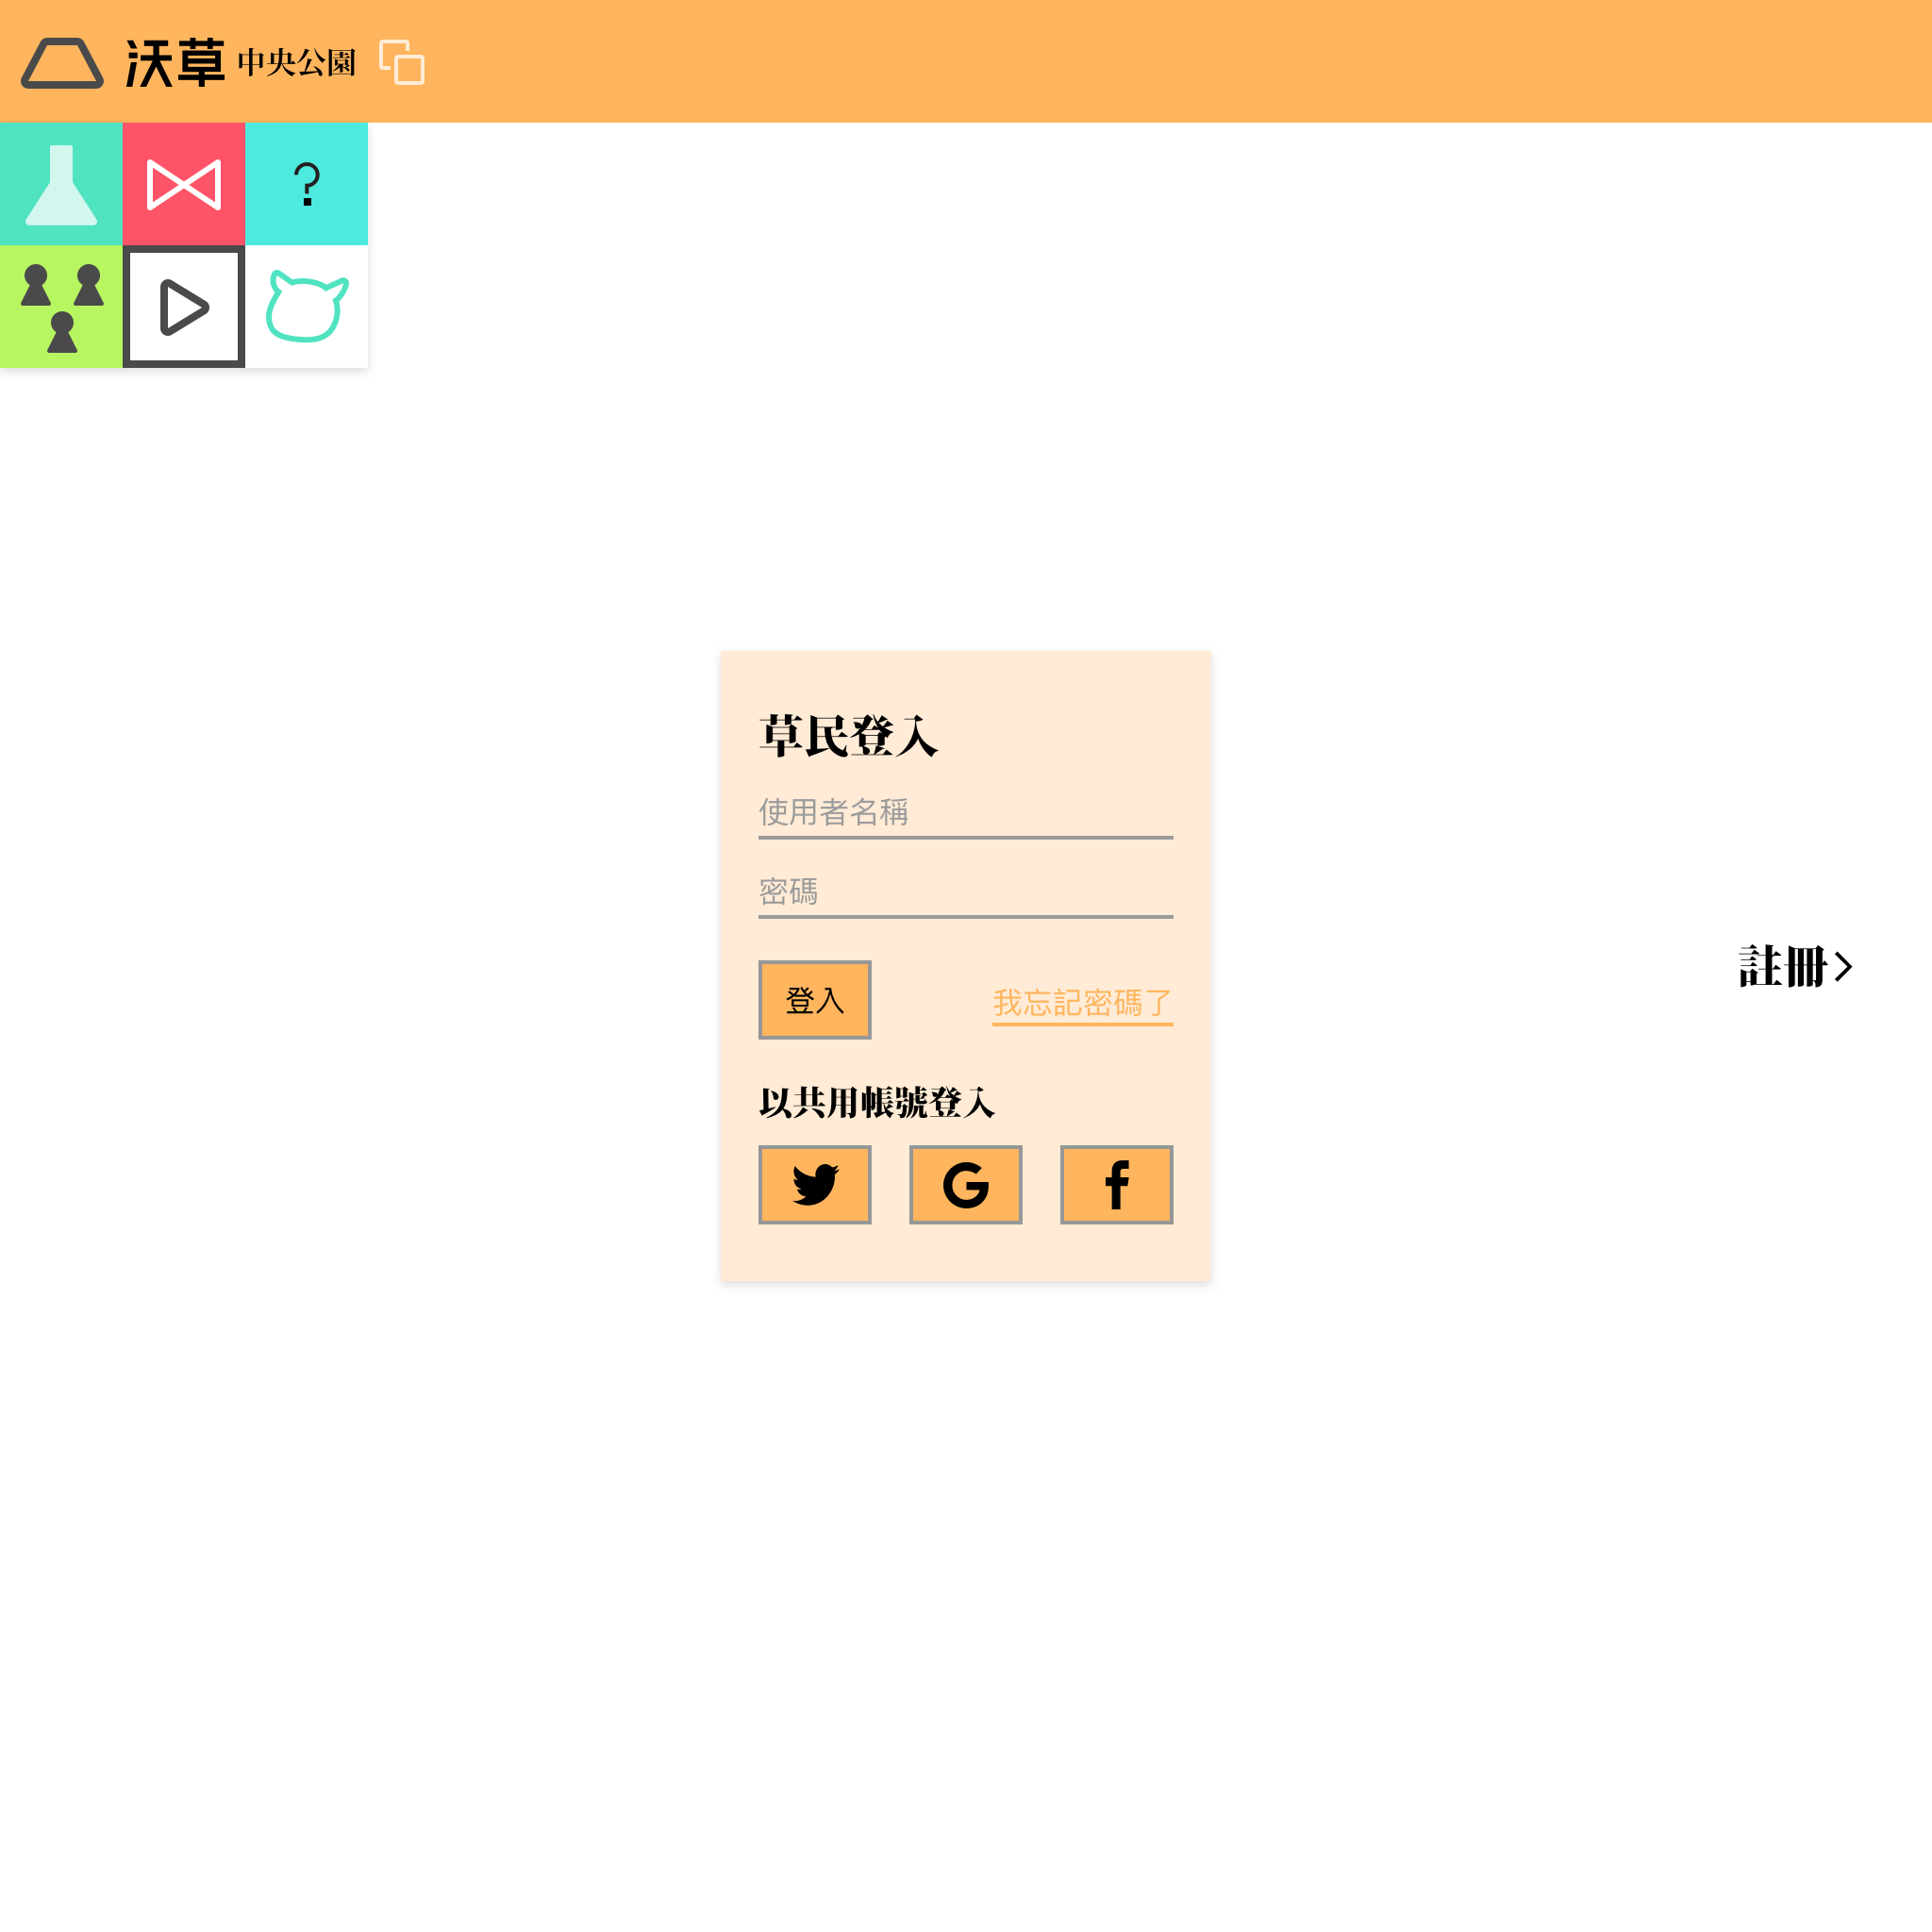 沃草 中央公園
?
草民登入
使用者名稱
密碼
登入 我忘記密碼了
註冊
以共用帳號登入